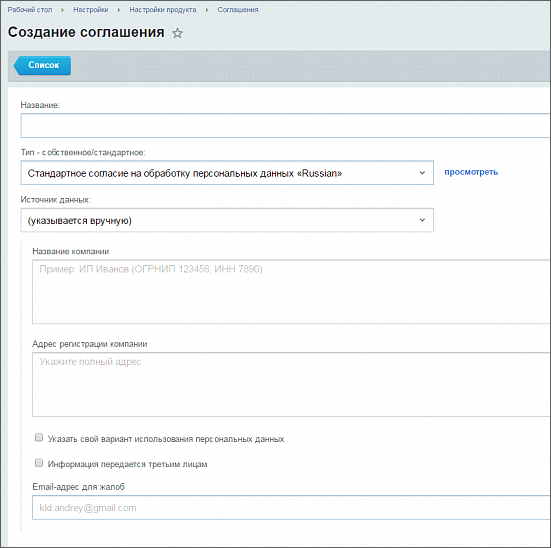 Рабочий стол › Настройки › Настройки продукта › Соглашения
Создание соглашения
Список
Название:
Тип - собственное/стандартное:
Стандартное согласие на обработку персональных данных «Russian» просмотреть
Источник данных:
(указывается вручную)
Название компании
Пример: ИП Иванов (ОГРНИП 123456, ИНН 7890)
Адрес регистрации компании
Укажите полный адрес
Указать свой вариант использования персональных данных
Информация передается третьим лицам
Email-адрес для жалоб
kld.andrey@gmail.com